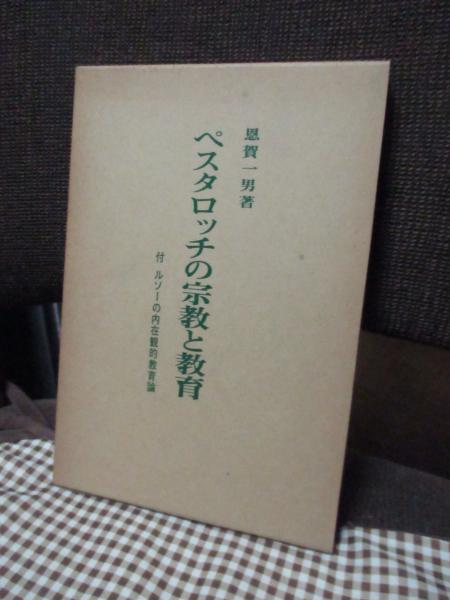 恩賀一男著
ペスタロッチの宗教と教育
付 ルソーの内在観的教育論